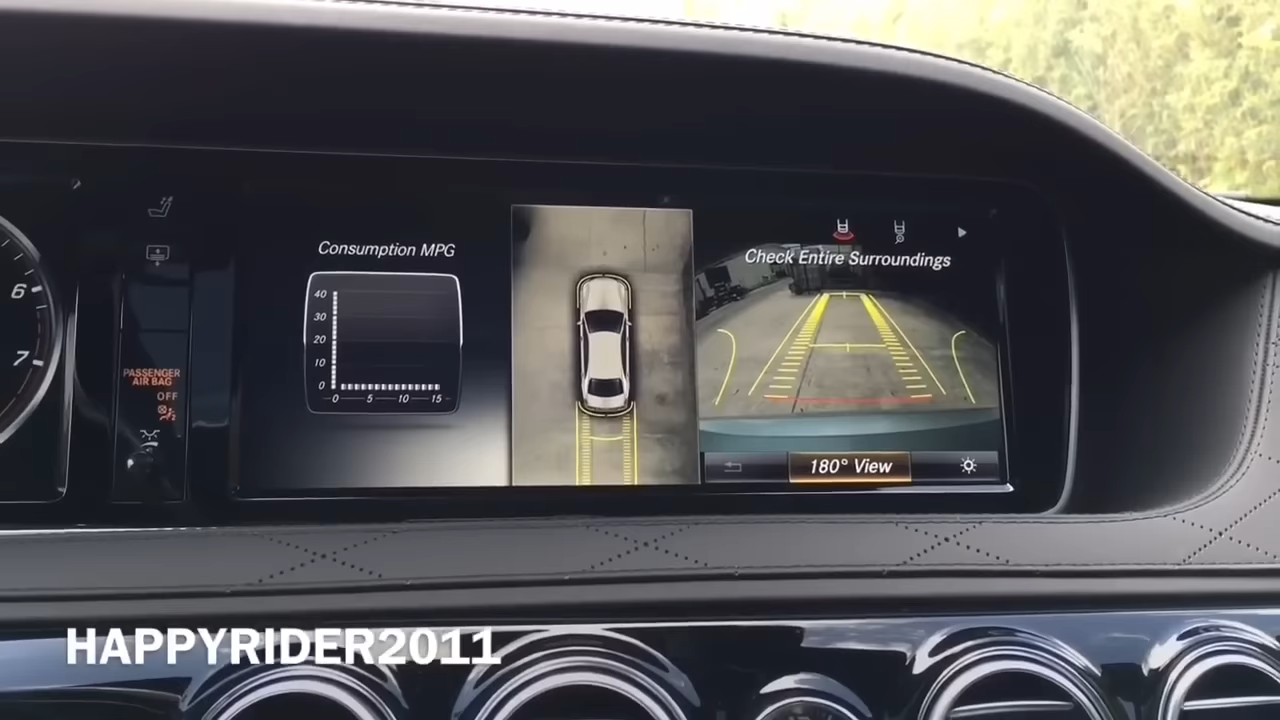 6
7
PASSENGER
AIR BAG
OFF
Consumption MPG
40
30
20
10
0
0 5 10 15
Check Entire Surroundings
180° View
HAPPYRIDER2011